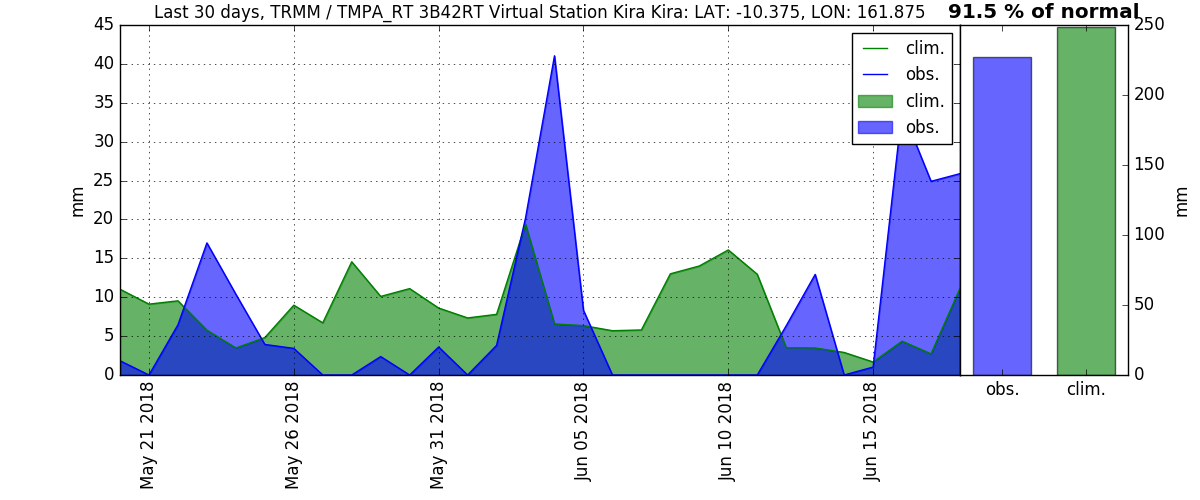 Last 30 days, TRMM / TMPA_RT 3B42RT Virtual Station Kira Kira: LAT: -10.375, LON: 161.875
91.5 % of normal
45
40
35
30
25
20
15
10
5
0
mm
clim.
obs.
clim.
obs.
250
200
150
100
50
0
mm
obs.
clim.
May 21 2018
May 26 2018
May 31 2018
Jun 05 2018
Jun 10 2018
Jun 15 2018